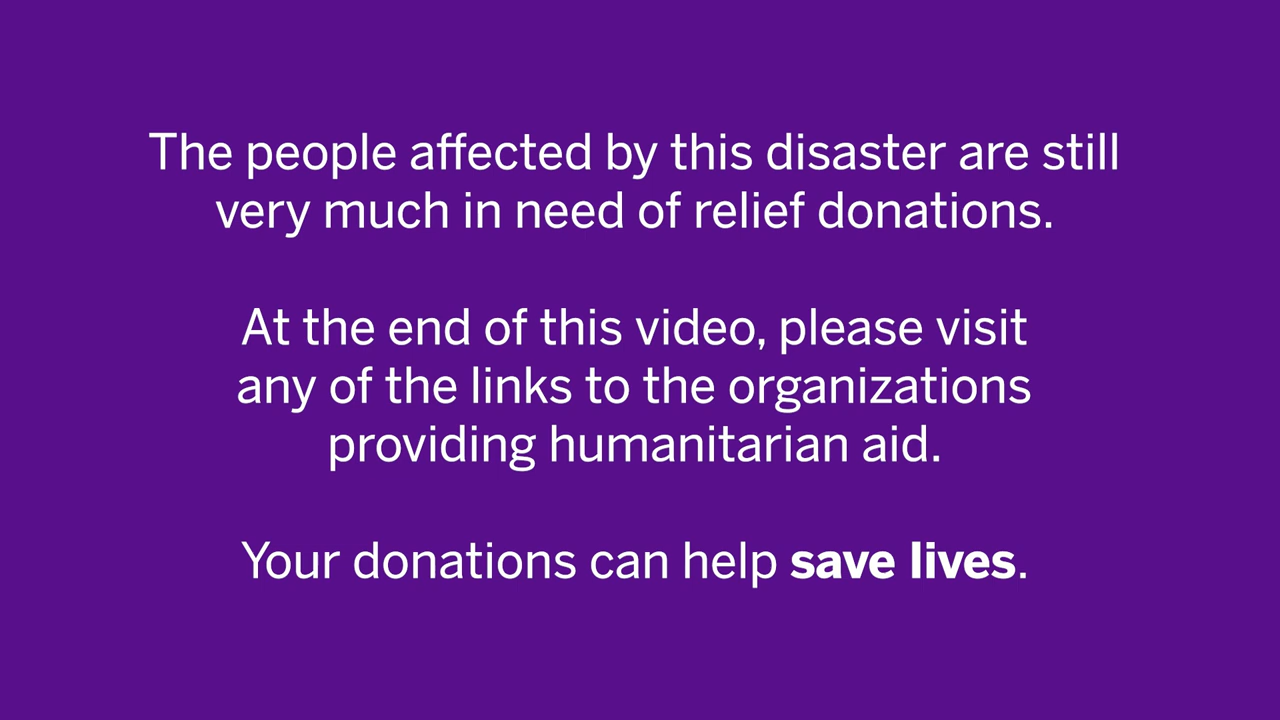 The people affected by this disaster are still
very much in need of relief donations.
At the end of this video, please visit
any of the links to the organizations
providing humanitarian aid.
Your donations can help save lives.